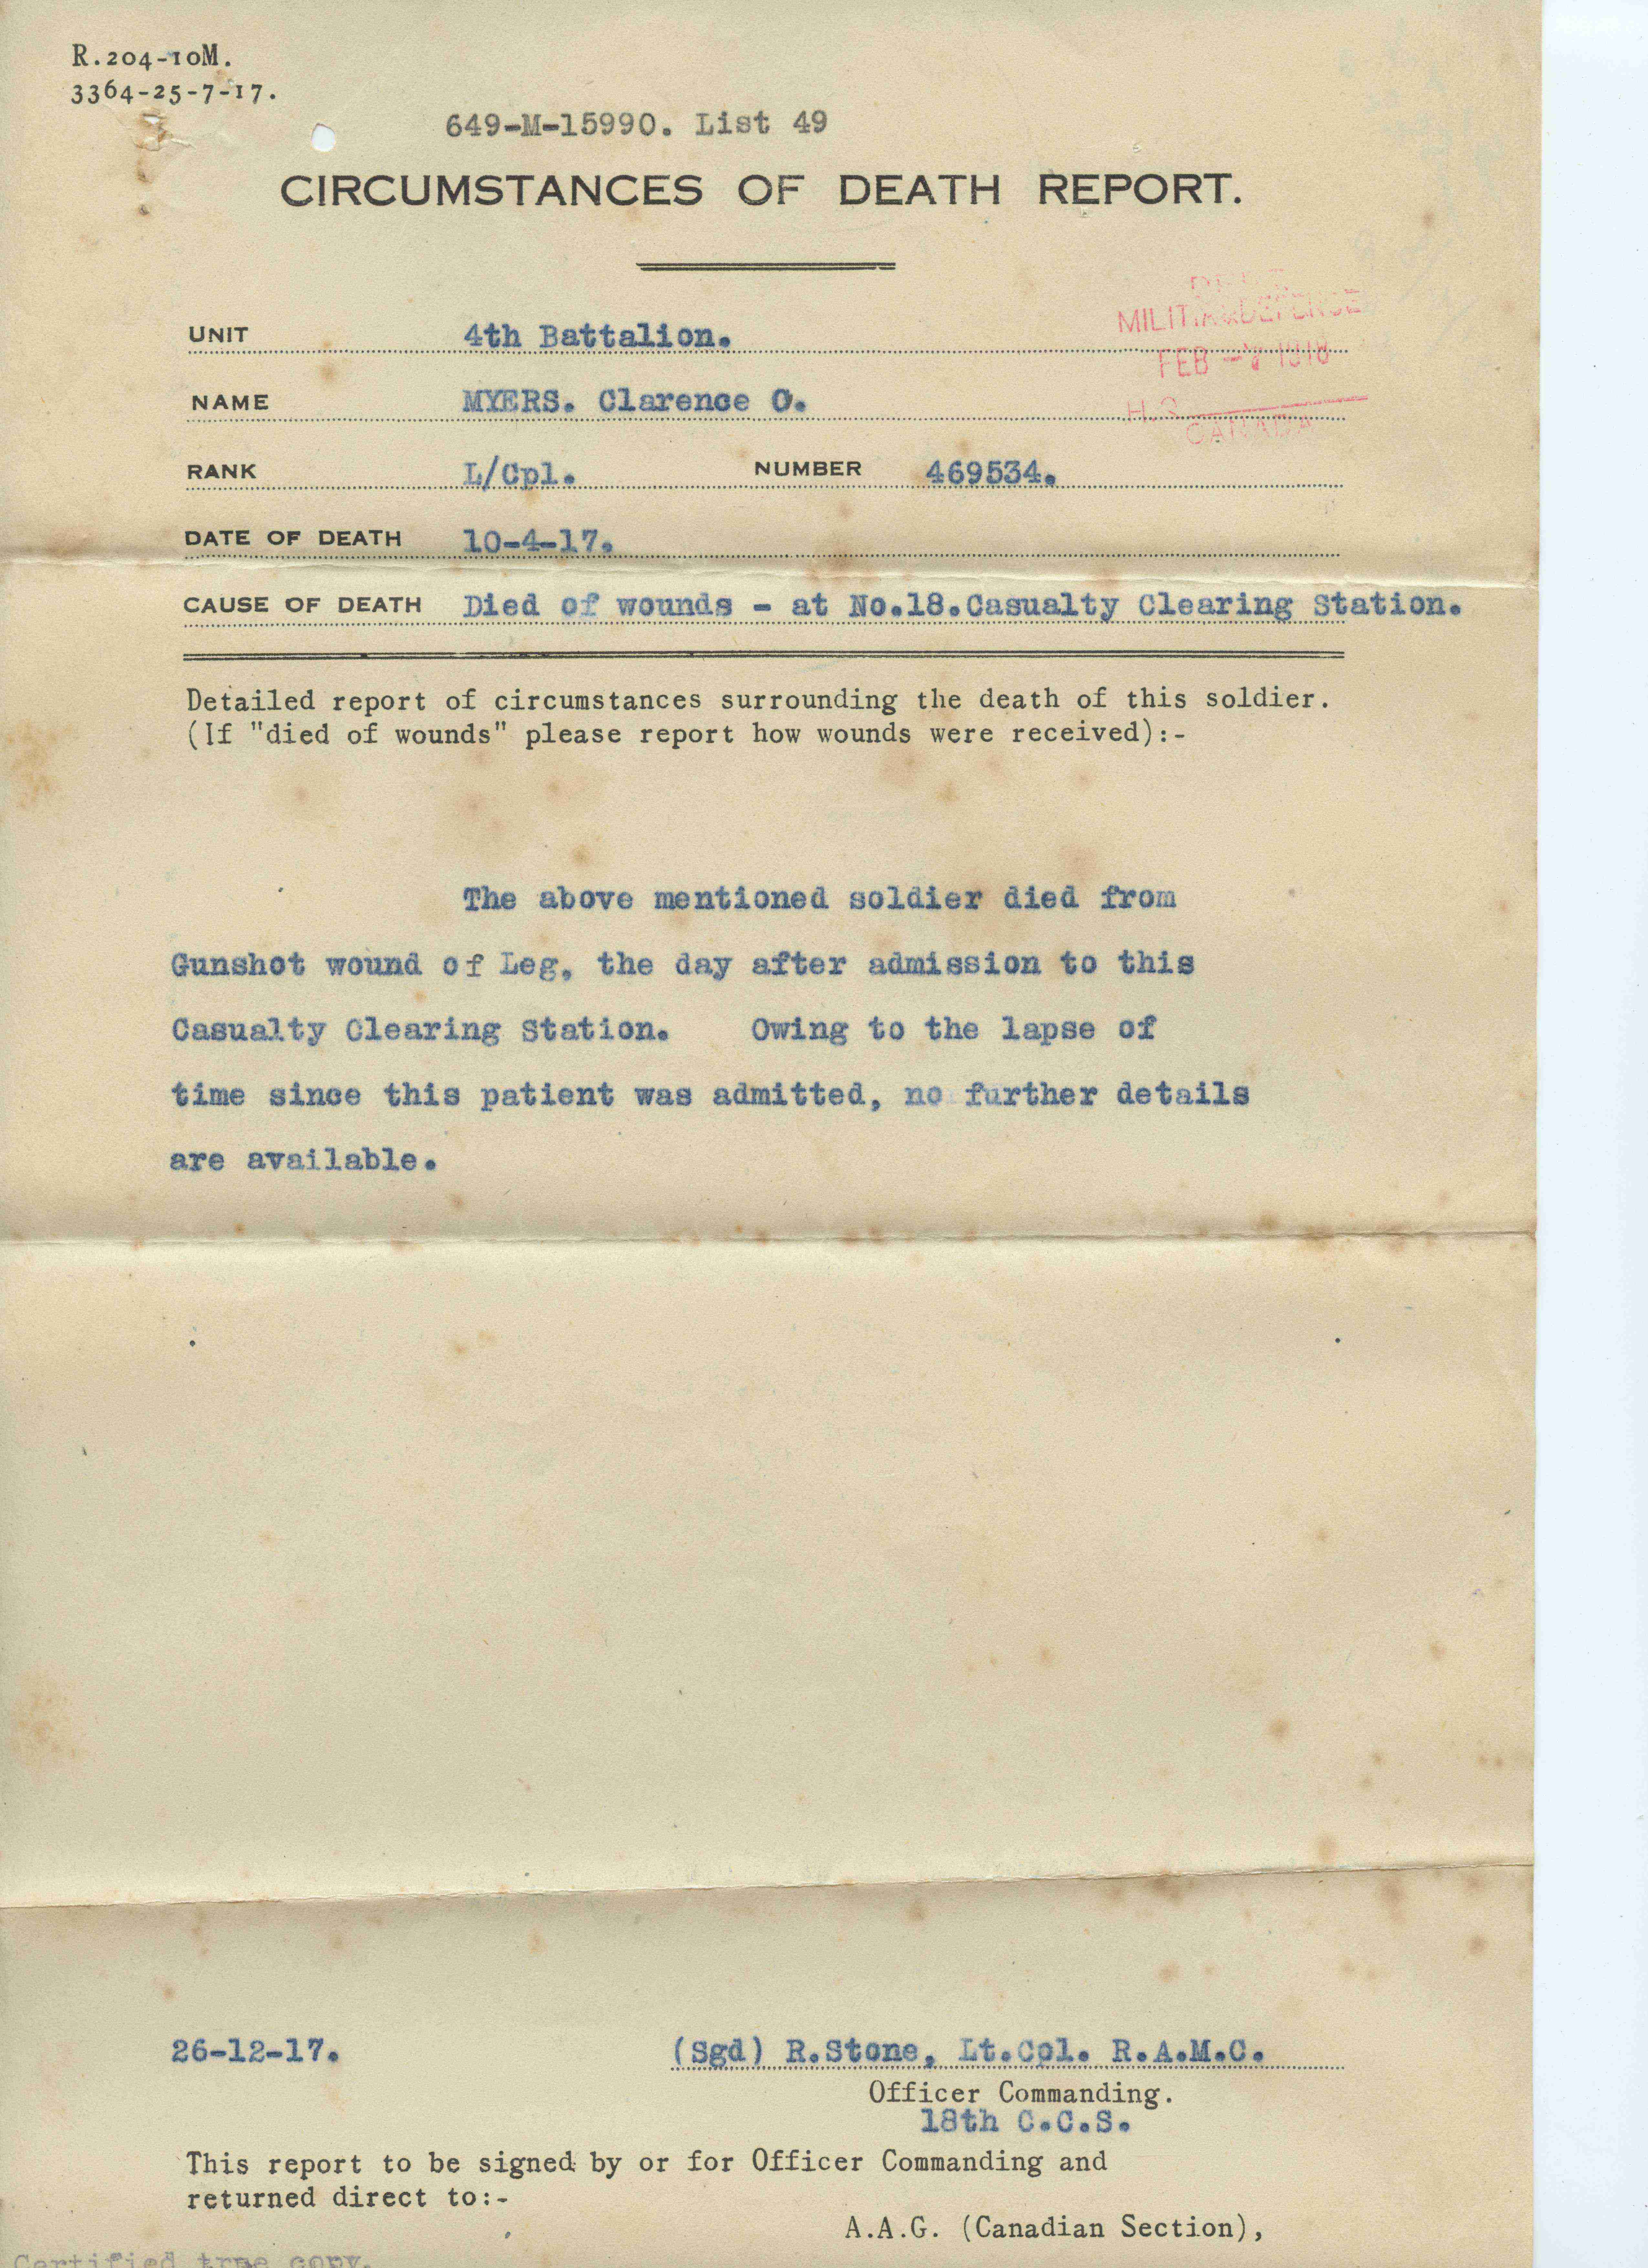 R.204-10M.
3364-25-7-17.
649-M-15990. List 49
CIRCUMSTANCES OF DEATH REPORT.
MILITIA & DEFENCE
FEB 1918
H.Q.
CANADA
UNIT 4th Battalion.
NAME MYERS. Clarence O.
RANK L/Cpl. NUMBER 469534.
DATE OF DEATH 10-4-17.
CAUSE OF DEATH Died of wounds - at No.18.Casualty Clearing Station.
Detailed report of circumstances surrounding the death of this soldier.
(If "died of wounds" please report how wounds were received):-
The above mentioned soldier died from
Gunshot wound of Leg, the day after admission to this
Casualty Clearing Station. Owing to the lapse of
time since this patient was admitted, no further details
are available.
26-12-17. (Sgd) R.Stone, Lt.Cpl. R.A.M.C.
Officer Commanding.
18th C.C.S.
This report to be signed by or for Officer Commanding and
returned direct to:-
A.A.G. (Canadian Section),
Certified true copy.